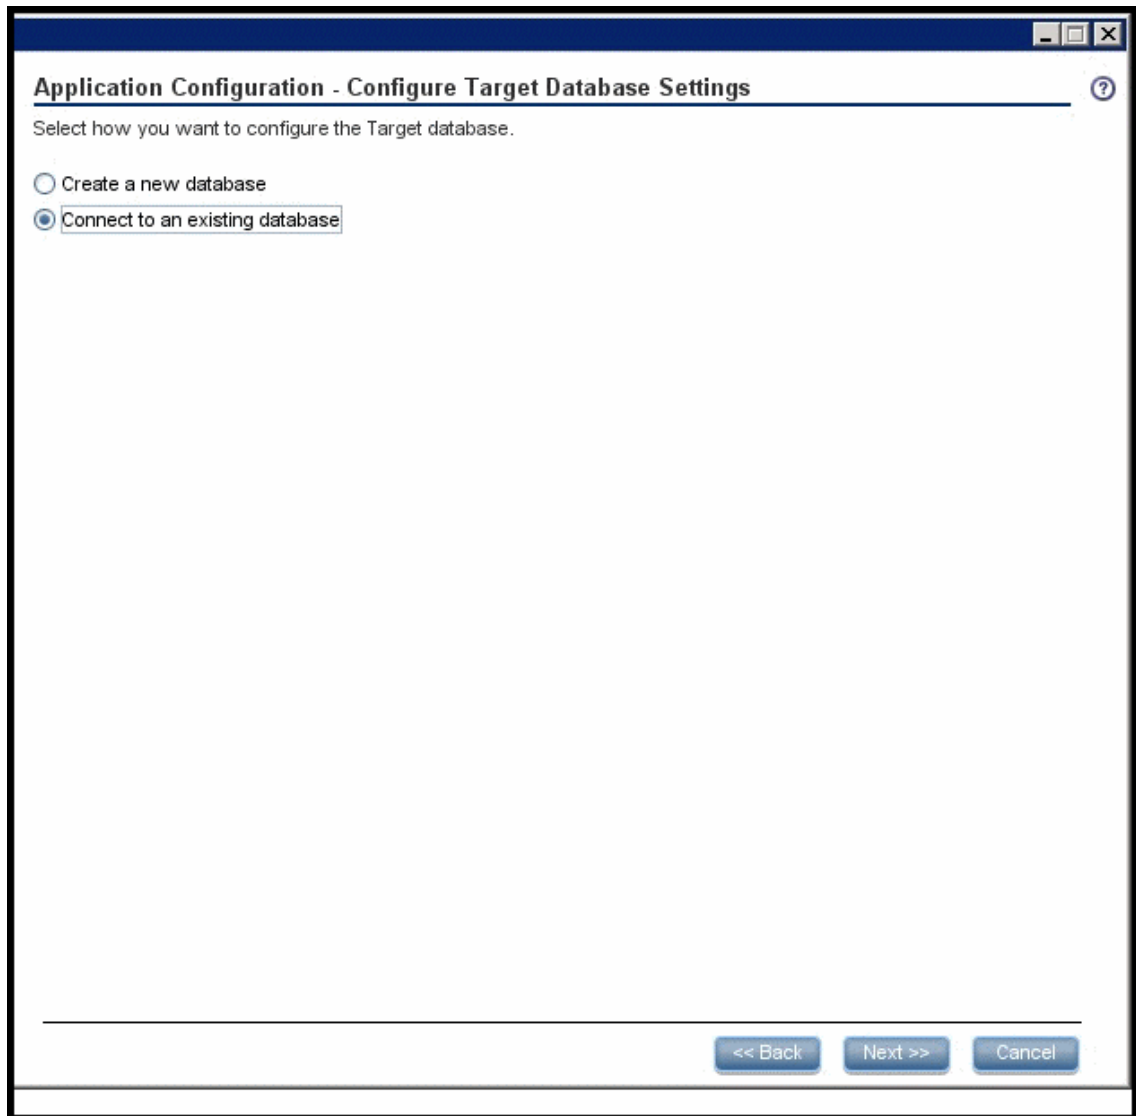 Application Configuration - Configure Target Database Settings
?
Select how you want to configure the Target database.
Create a new database
Connect to an existing database
<< Back Next >> Cancel